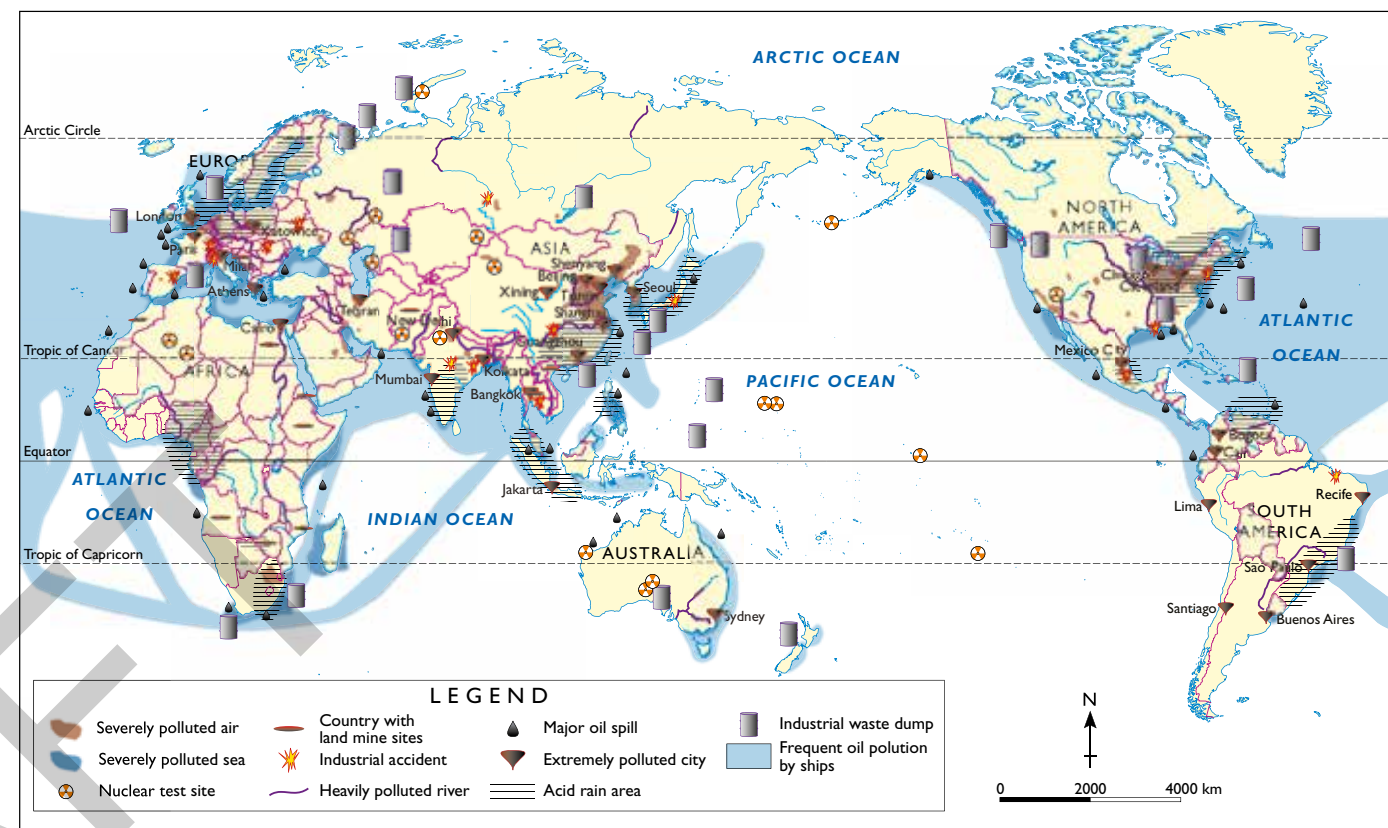 ARCTIC OCEAN
Arctic Circle
EUROPE
London
Katowice
Paris
Milan
Athens
NORTH
AMERICA
ASIA
Shenyang
Beijing
Tianjin
Xining
Seoul
Shanghai
Tehran
New Delhi
Cairo
Guangzhou
Chicago
Cleveland
ATLANTIC
OCEAN
Tropic of Cancer
AFRICA
Mumbai
Kolkata
Bangkok
PACIFIC OCEAN
Mexico City
Bogota
Cali
Equator
ATLANTIC
OCEAN
Jakarta
INDIAN OCEAN
Lima
Recife
SOUTH
AMERICA
Tropic of Capricorn
AUSTRALIA
Sao Paulo
Sydney
Santiago
Buenos Aires
LEGEND
Severely polluted air
Severely polluted sea
Nuclear test site
Country with
land mine sites
Industrial accident
Heavily polluted river
Major oil spill
Extremely polluted city
Acid rain area
Industrial waste dump
Frequent oil polution
by ships
N
0 2000 4000 km